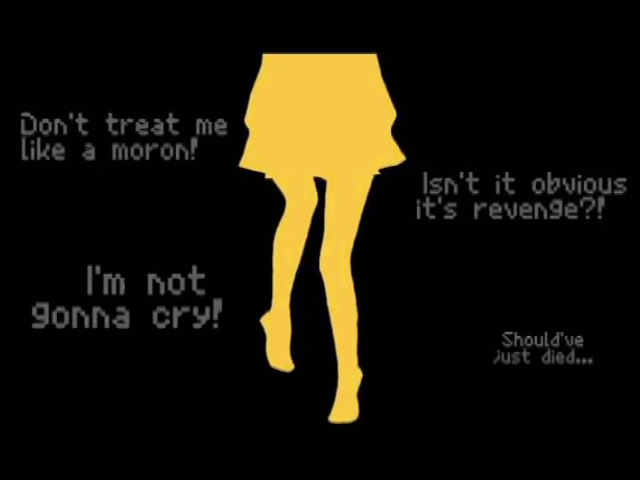 Don't treat me
like a moron!
Isn't it obvious
it's revenge?!
I'm not
gonna cry!
Should've
just died...